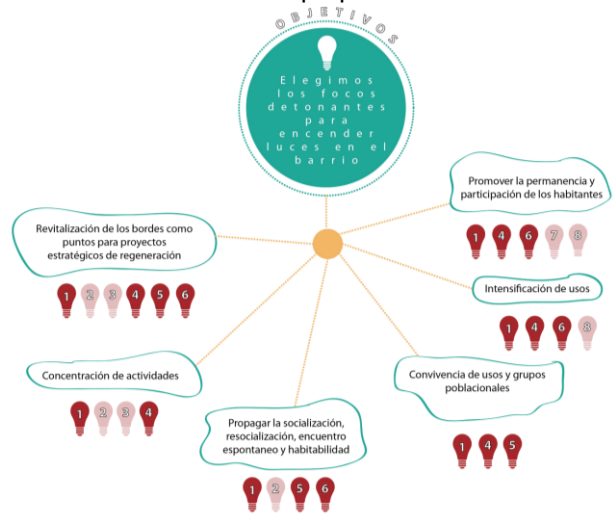 OBJETIVOS
Elegimos
los focos
detonantes
para
encender
luces en el
barrio
Promover la permanencia y
participación de los habitantes
1 4 6 7 8
Revitalización de los bordes como
puntos para proyectos
estratégicos de regeneración
1 2 3 4 5 6
Intensificación de usos
1 4 6 8
Concentración de actividades
1 2 3 4
Convivencia de usos y grupos
poblacionales
1 4 5
Propagar la socialización,
resocialización, encuentro
espontaneo y habitabilidad
1 2 5 6